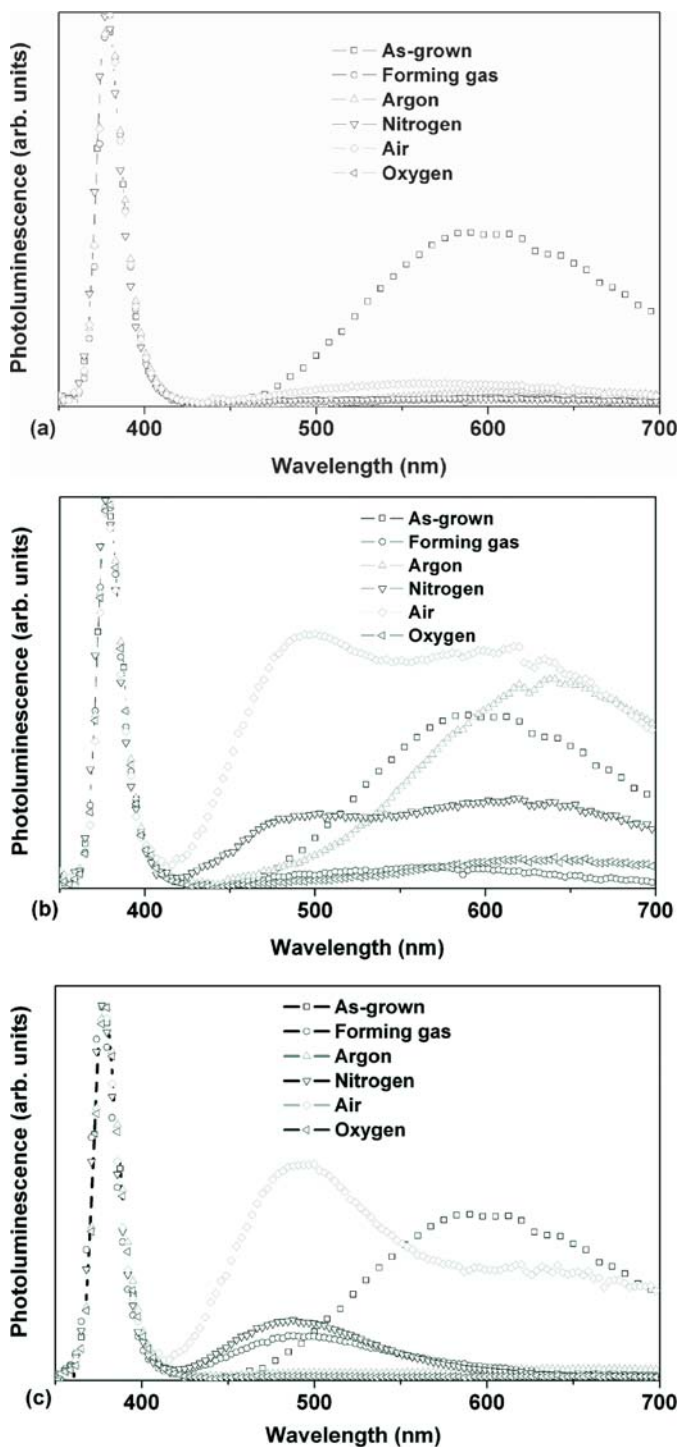 Photoluminescence (arb. units)
As-grown
Forming gas
Argon
Nitrogen
Air
Oxygen
(a)
400 500 600 700
Wavelength (nm)
Photoluminescence (arb. units)
As-grown
Forming gas
Argon
Nitrogen
Air
Oxygen
(b)
400 500 600 700
Wavelength (nm)
Photoluminescence (arb. units)
As-grown
Forming gas
Argon
Nitrogen
Air
Oxygen
(c)
400 500 600 700
Wavelength (nm)